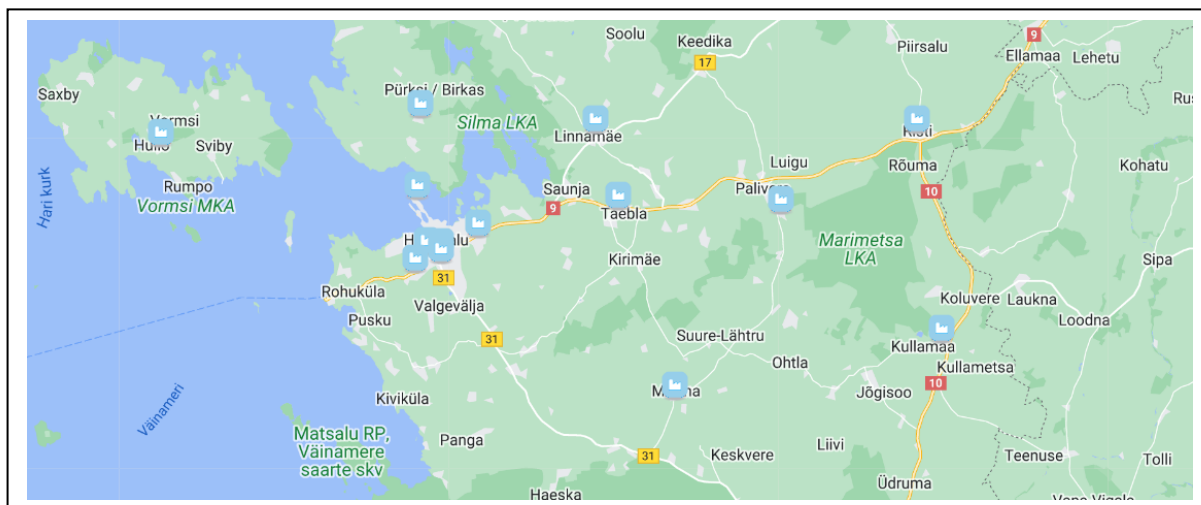 Soolu
Keedika
9
Piirsalu
Ellamaa
Lehetu
17
Saxby
Pürksi / Birkas
Vormsi
Silma LKA
Linnamäe
Hullo
Sviby
Luigu
Rõuma
Kohatu
Rumpo
Saunja
Vormsi MKA
10
9
Taebla
Hari kurk
Marimetsa
LKA
Kirimäe
Sipa
31
Rohuküla
Valgevälja
Koluvere
Laukna
Loodna
Pusku
Suure-Lähtru
31
Kullamaa
Ohtla
Kullametsa
10
Jõgisoo
Kiviküla
Väinameri
Matsalu RP,
Väinamere
saarte skv
Panga
Liivi
31
Keskvere
Teenuse
Tolli
Üdruma
Haeska